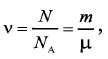 ν = N/N_A = m/μ,